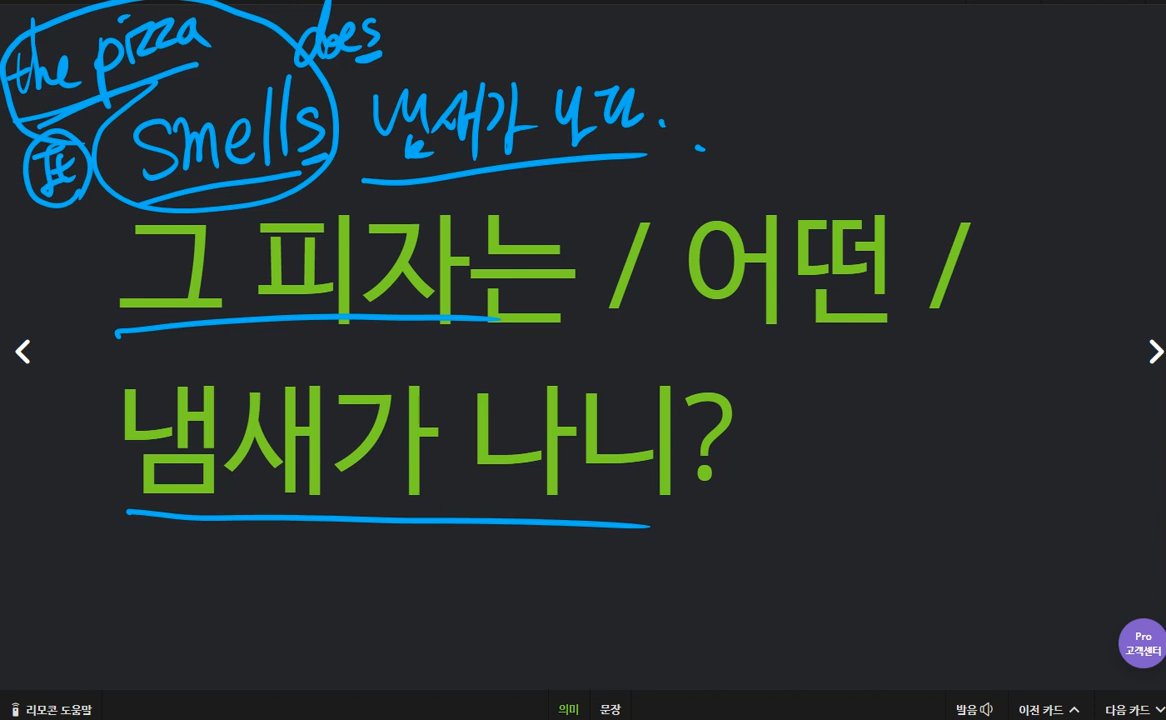 the pizza does
it smells 냄새가 나요.
그 피자는 / 어떤 /
냄새가 나니?
Pro
고객센터
리모콘 도움말 의미 문장 발음 이전 카드 다음 카드